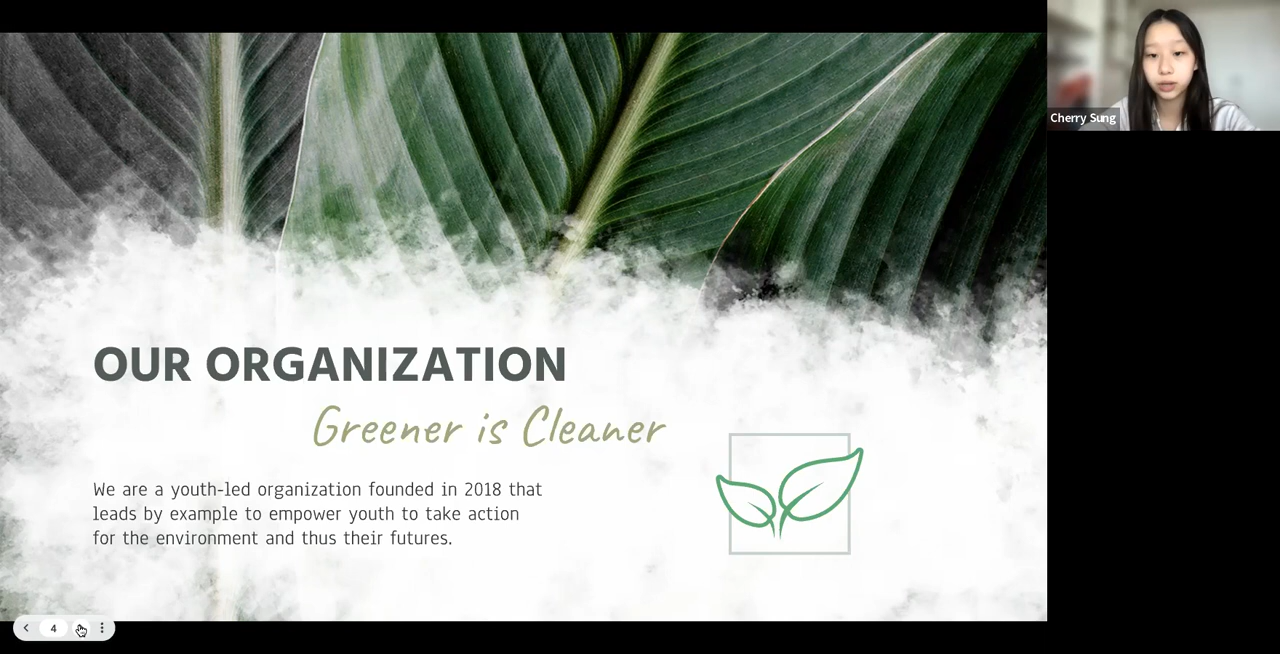 Cherry Sung
OUR ORGANIZATION
Greener is Cleaner
We are a youth-led organization founded in 2018 that
leads by example to empower youth to take action
for the environment and thus their futures.
4